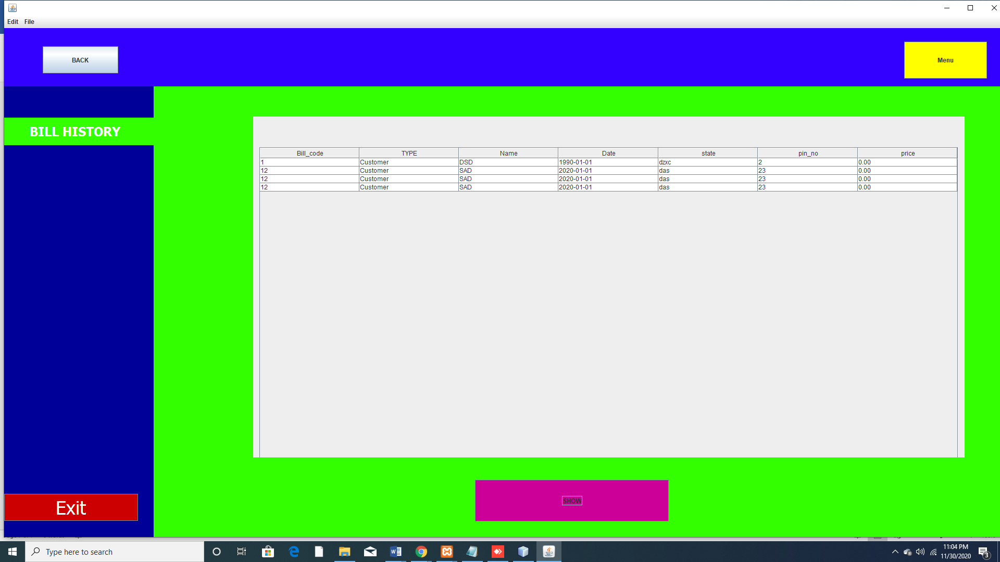 Edit File
BACK
Menu
BILL HISTORY
Bill_code TYPE Name Date state pin_no price
1 Customer DSD 1990-01-01 dzxc 2 0.00
12 Customer SAD 2020-01-01 das 23 0.00
12 Customer SAD 2020-01-01 das 23 0.00
12 Customer SAD 2020-01-01 das 23 0.00
SHOW
Exit
Type here to search
11:04 PM
11/30/2020
3